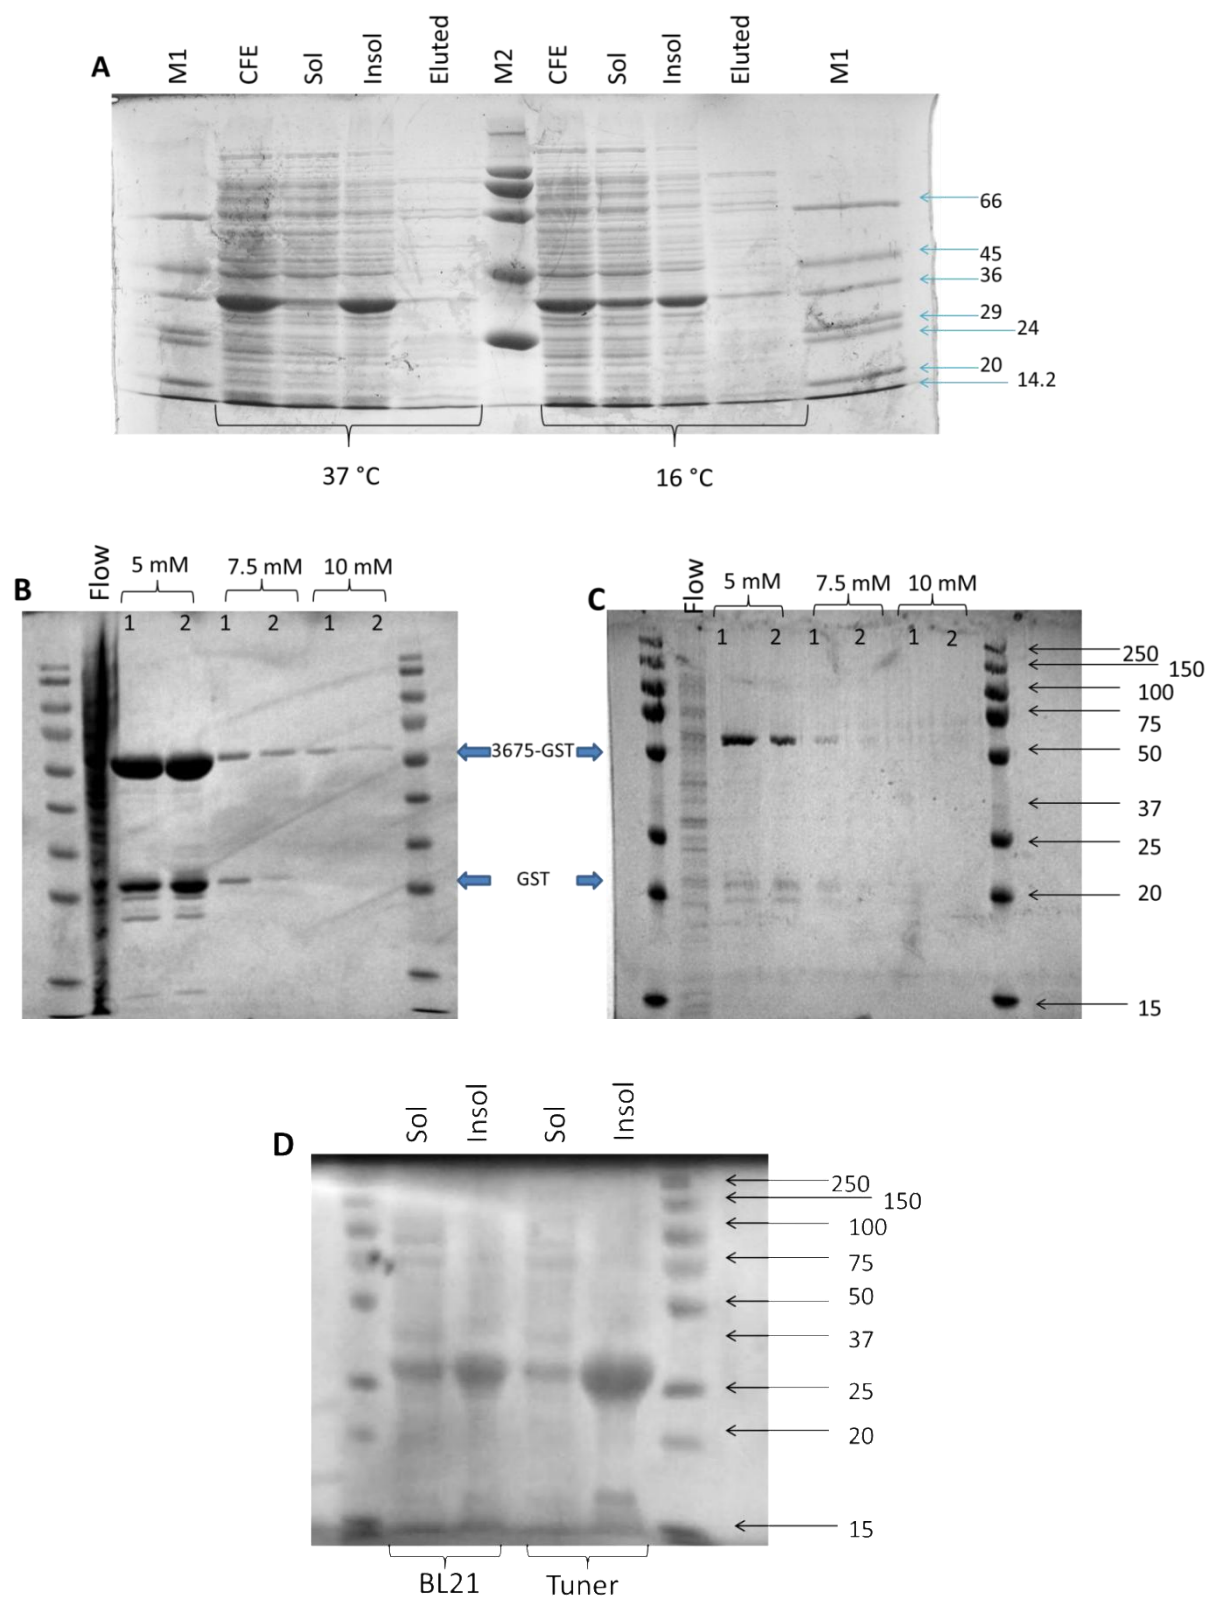 A
M1 CFE Sol Insol Eluted M2 CFE Sol Insol Eluted M1
66
45
36
29
24
20
14.2
37 °C 16 °C
B
Flow 5 mM 7.5 mM 10 mM
1 2 1 2 1 2
C
Flow 5 mM 7.5 mM 10 mM
1 2 1 2 1 2
3675-GST
GST
250
150
100
75
50
37
25
20
15
D
Sol Insol Sol Insol
250
150
100
75
50
37
25
20
15
BL21 Tuner